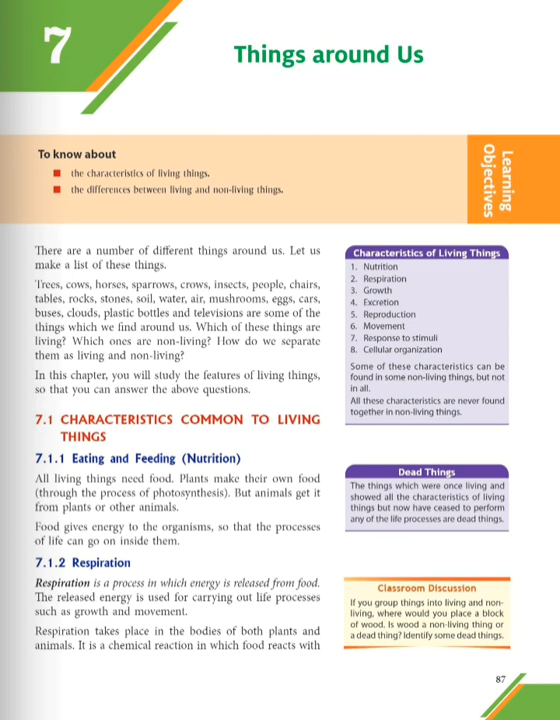 7
Things around Us
To know about
the characteristics of living things.
the differences between living and non-living things.
Learning
Objectives
There are a number of different things around us. Let us
make a list of these things.
Trees, cows, horses, sparrows, crows, insects, people, chairs,
tables, rocks, stones, soil, water, air, mushrooms, eggs, cars,
buses, clouds, plastic bottles and televisions are some of the
things which we find around us. Which of these things are
living? Which ones are non-living? How do we separate
them as living and non-living?
In this chapter, you will study the features of living things,
so that you can answer the above questions.
7.1 CHARACTERISTICS COMMON TO LIVING
THINGS
7.1.1 Eating and Feeding (Nutrition)
All living things need food. Plants make their own food
(through the process of photosynthesis). But animals get it
from plants or other animals.
Food gives energy to the organisms, so that the processes
of life can go on inside them.
7.1.2 Respiration
Respiration is a process in which energy is released from food.
The released energy is used for carrying out life processes
such as growth and movement.
Respiration takes place in the bodies of both plants and
animals. It is a chemical reaction in which food reacts with
Characteristics of Living Things
1. Nutrition
2. Respiration
3. Growth
4. Excretion
5. Reproduction
6. Movement
7. Response to stimuli
8. Cellular organization
Some of these characteristics can be
found in some non-living things, but not
in all.
All these characteristics are never found
together in non-living things.
Dead Things
The things which were once living and
showed all the characteristics of living
things but now have ceased to perform
any of the life processes are dead things.
Classroom Discussion
If you group things into living and non-
living, where would you place a block
of wood. Is wood a non-living thing or
a dead thing? Identify some dead things.
87